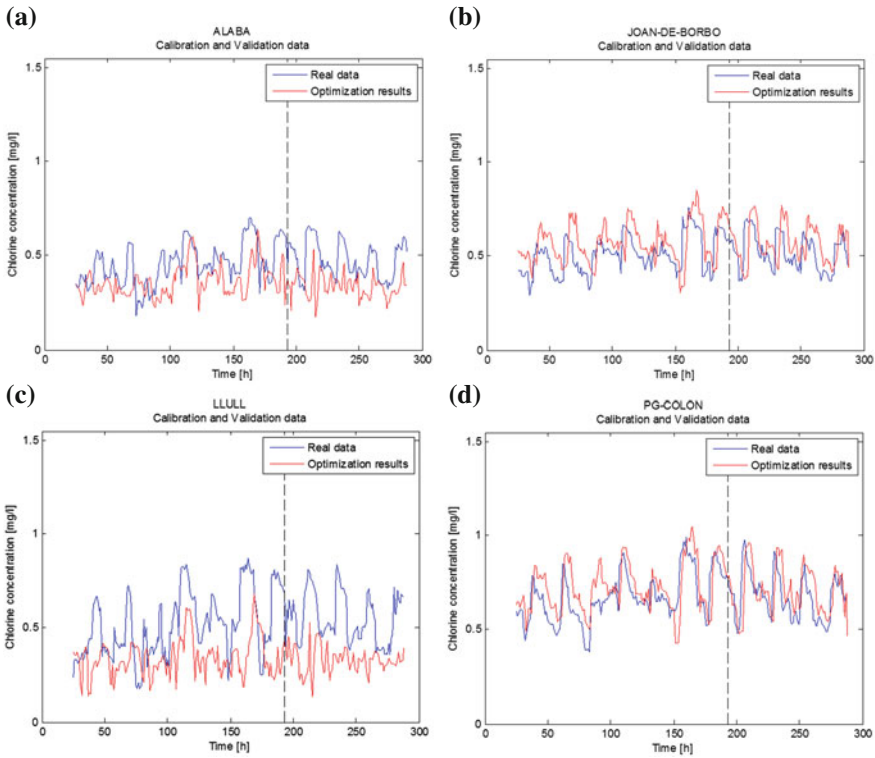 (a)
ALABA
Calibration and Validation data
1.5
1
0.5
0
Chlorine concentration [mg/l]
Real data
Optimization results
0 50 100 150 200 250 300
Time [h]
(b)
JOAN-DE-BORBO
Calibration and Validation data
1.5
1
0.5
0
Chlorine concentration [mg/l]
Real data
Optimization results
0 50 100 150 200 250 300
Time [h]
(c)
LLULL
Calibration and Validation data
1.5
1
0.5
0
Chlorine concentration [mg/l]
Real data
Optimization results
0 50 100 150 200 250 300
Time [h]
(d)
PG-COLON
Calibration and Validation data
1.5
1
0.5
0
Chlorine concentration [mg/l]
Real data
Optimization results
0 50 100 150 200 250 300
Time [h]